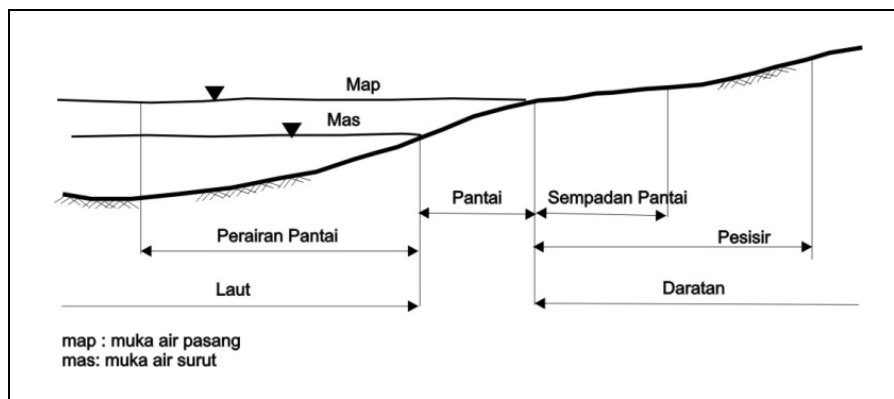 Map
Mas
Pantai
Sempadan Pantai
Perairan Pantai
Pesisir
Laut
Daratan
map : muka air pasang
mas: muka air surut